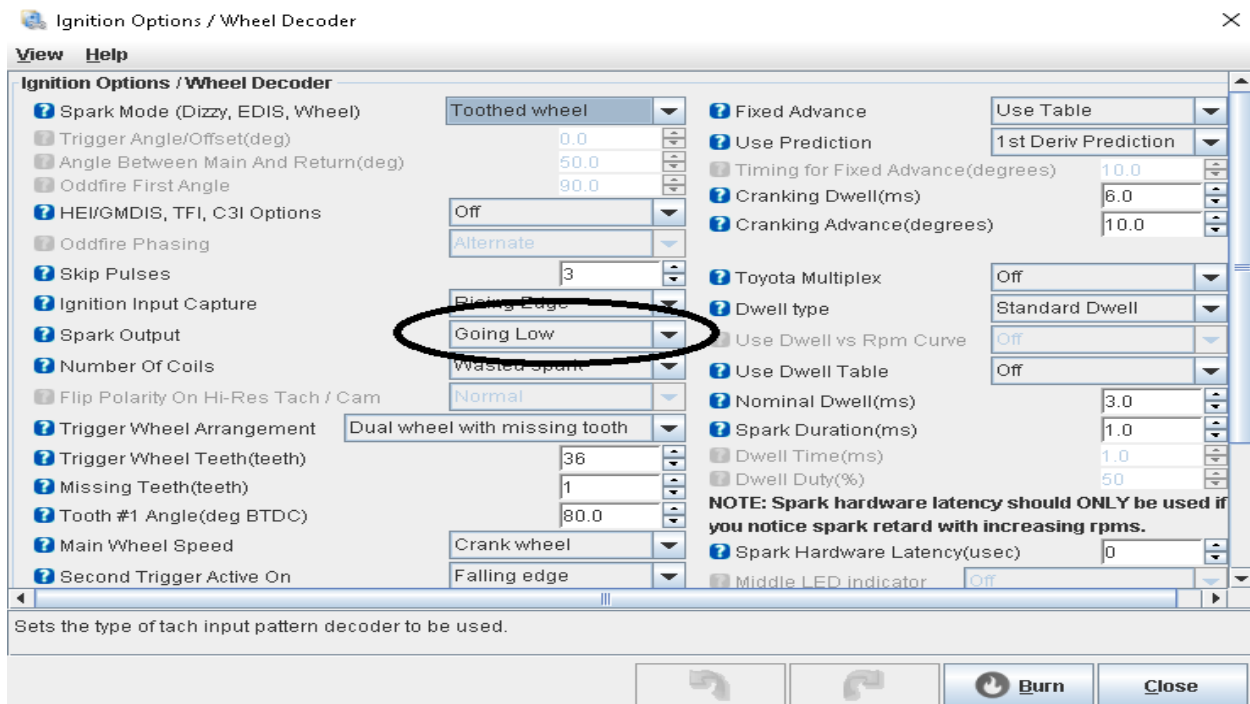 Ignition Options / Wheel Decoder
View Help
Ignition Options / Wheel Decoder
Spark Mode (Dizzy, EDIS, Wheel) Toothed wheel
Trigger Angle/Offset(deg) 0.0
Angle Between Main And Return(deg) 50.0
Oddfire First Angle 90.0
HEI/GMDIS, TFI, C3I Options Off
Oddfire Phasing Alternate
Skip Pulses 3
Ignition Input Capture Rising Edge
Spark Output Going Low
Number Of Coils Wasted spark
Flip Polarity On Hi-Res Tach / Cam Normal
Trigger Wheel Arrangement Dual wheel with missing tooth
Trigger Wheel Teeth(teeth) 36
Missing Teeth(teeth) 1
Tooth #1 Angle(deg BTDC) 80.0
Main Wheel Speed Crank wheel
Second Trigger Active On Falling edge
Fixed Advance Use Table
Use Prediction 1st Deriv Prediction
Timing for Fixed Advance(degrees) 10.0
Cranking Dwell(ms) 6.0
Cranking Advance(degrees) 10.0
Toyota Multiplex Off
Dwell type Standard Dwell
Use Dwell vs Rpm Curve Off
Use Dwell Table Off
Nominal Dwell(ms) 3.0
Spark Duration(ms) 1.0
Dwell Time(ms) 1.0
Dwell Duty(%) 50
NOTE: Spark hardware latency should ONLY be used if
you notice spark retard with increasing rpms.
Spark Hardware Latency(usec) 0
Middle LED indicator Off
Sets the type of tach input pattern decoder to be used.
Burn Close